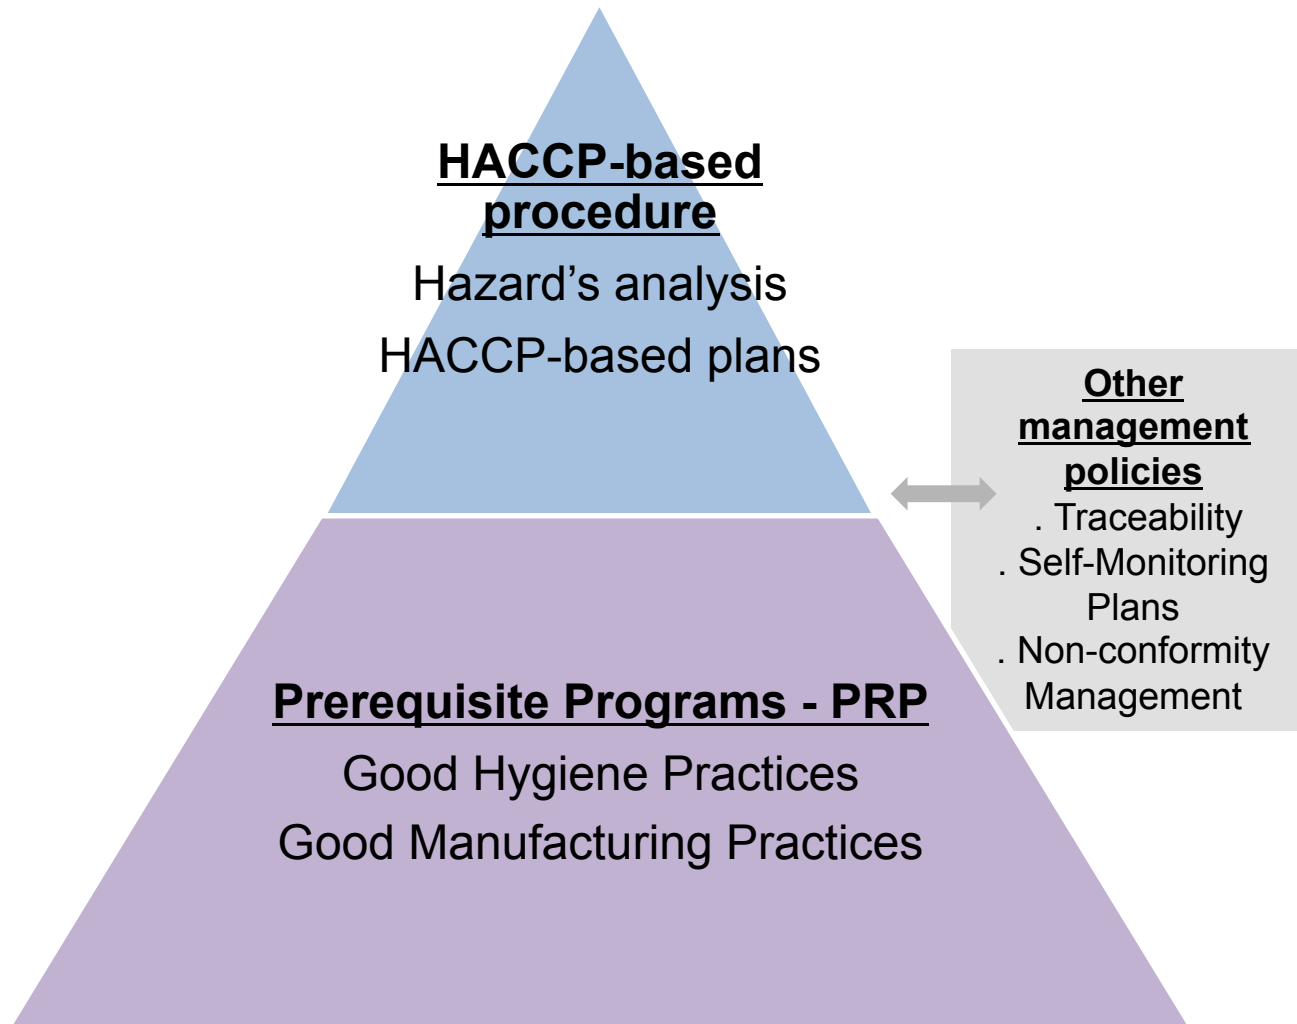 HACCP-based
procedure
Hazard’s analysis
HACCP-based plans
Other
management
policies
. Traceability
. Self-Monitoring
Plans
. Non-conformity
Management
Prerequisite Programs - PRP
Good Hygiene Practices
Good Manufacturing Practices